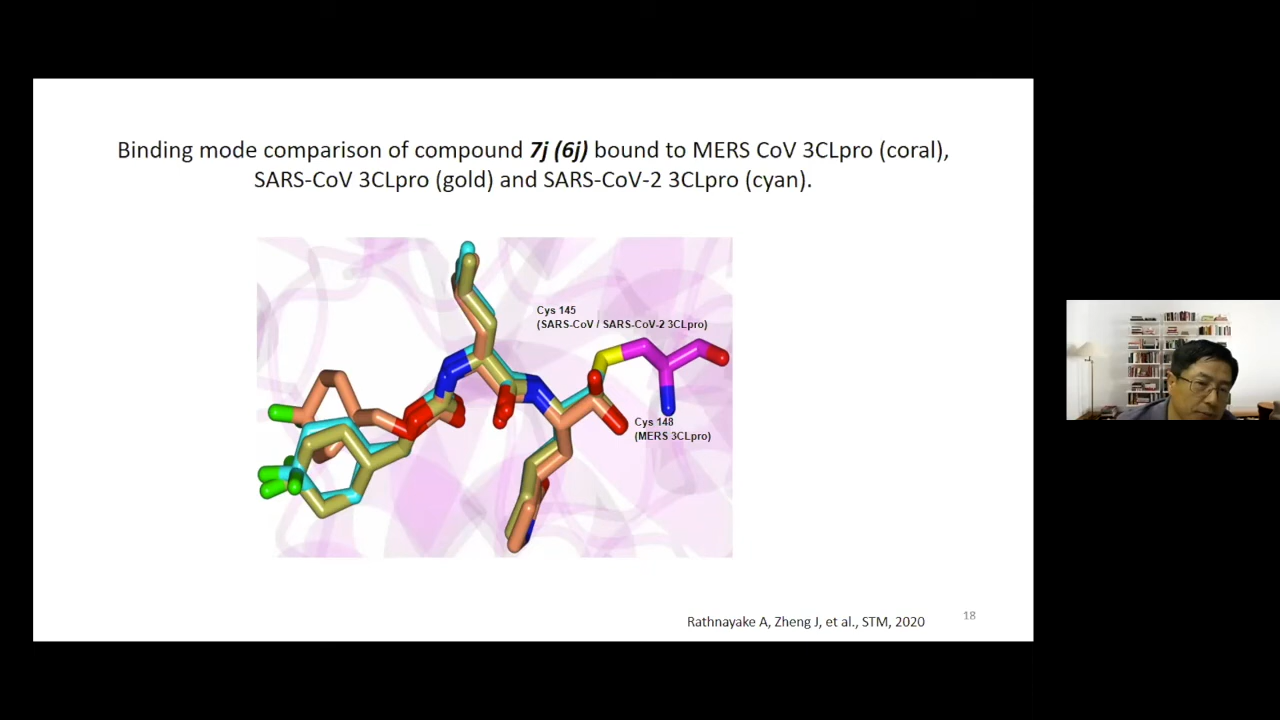 Binding mode comparison of compound 7j (6j) bound to MERS CoV 3CLpro (coral),
SARS-CoV 3CLpro (gold) and SARS-CoV-2 3CLpro (cyan).
Cys 145
(SARS-CoV / SARS-CoV-2 3CLpro)
Cys 148
(MERS 3CLpro)
Rathnayake A, Zheng J, et al., STM, 2020
18